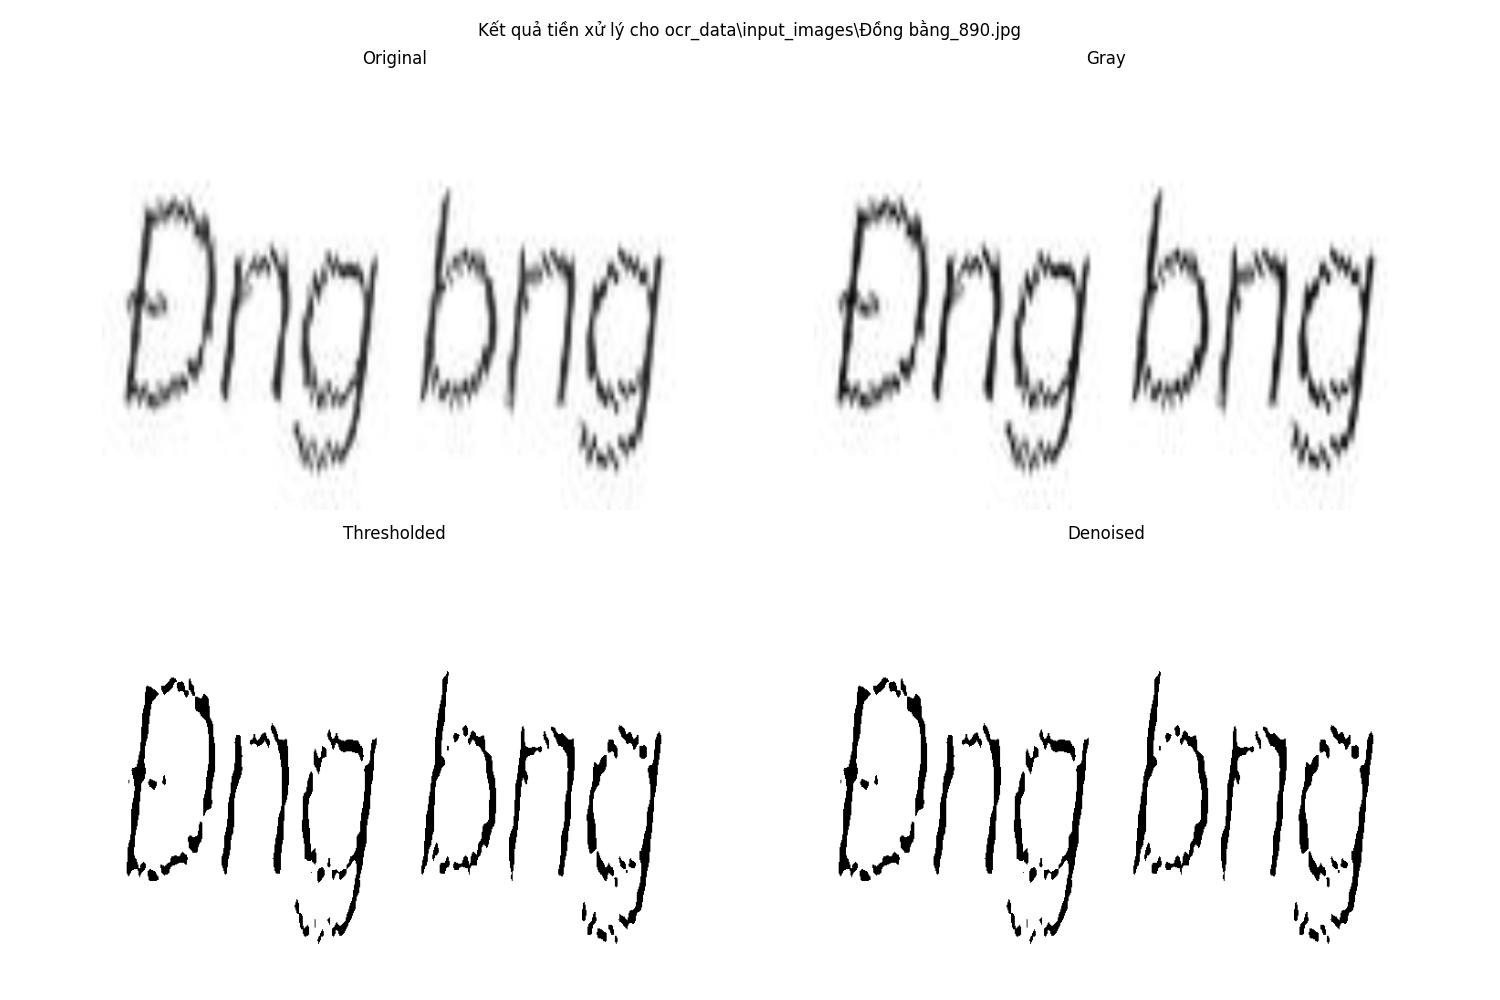 Kết quả tiền xử lý cho ocr_data\input_images\Đồng bằng_890.jpg
Original
Gray
Đng bng
Đng bng
Thresholded
Denoised
Đng bng
Đng bng